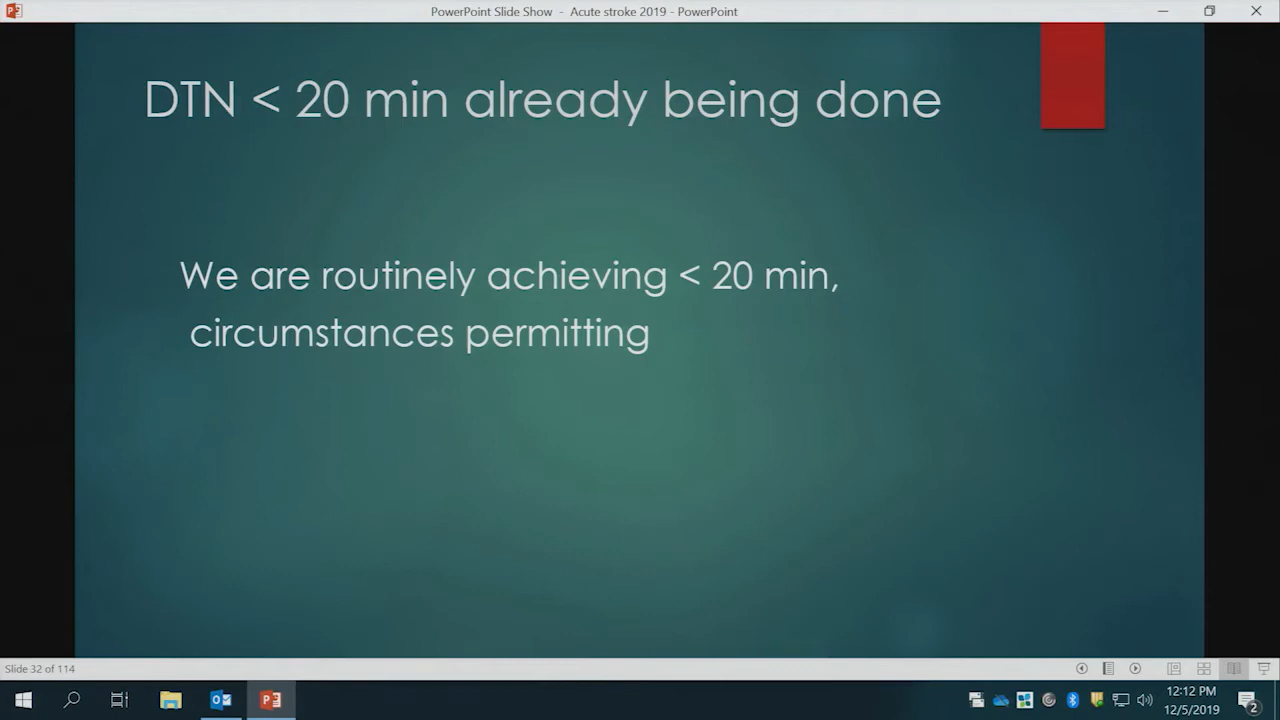 PowerPoint Slide Show - Acute stroke 2019 - PowerPoint
DTN < 20 min already being done
We are routinely achieving < 20 min,
circumstances permitting
Slide 32 of 114
12:12 PM
12/5/2019
2